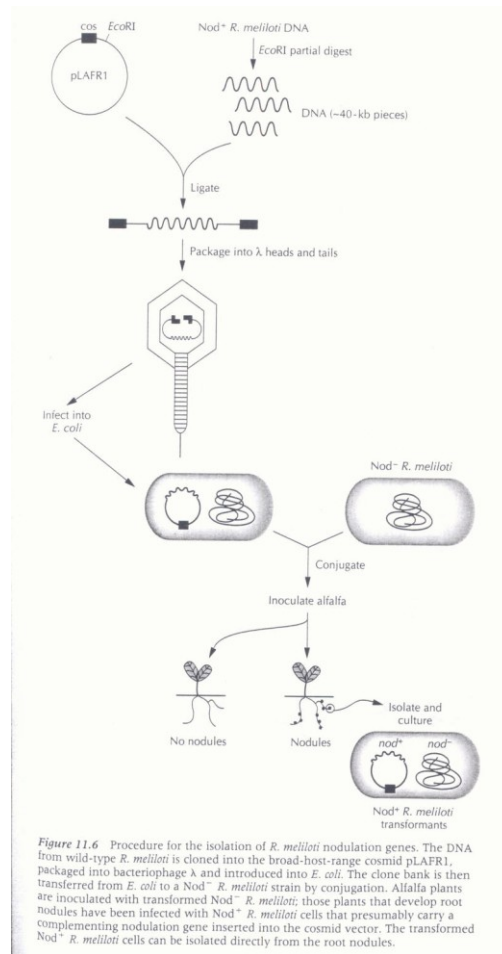 cos EcoRI
pLAFR1
Nod⁺ R. meliloti DNA
EcoRI partial digest
DNA (~40-kb pieces)
Ligate
Package into λ heads and tails
Infect into
E. coli
Nod⁻ R. meliloti
Conjugate
Inoculate alfalfa
No nodules
Nodules
Isolate and
culture
nod⁺ nod⁻
Nod⁺ R. meliloti
transformants
Figure 11.6 Procedure for the isolation of R. meliloti nodulation genes. The DNA
from wild-type R. meliloti is cloned into the broad-host-range cosmid pLAFR1,
packaged into bacteriophage λ and introduced into E. coli. The clone bank is then
transferred from E. coli to a Nod⁻ R. meliloti strain by conjugation. Alfalfa plants
are inoculated with transformed Nod⁻ R. meliloti; those plants that develop root
nodules have been infected with Nod⁺ R. meliloti cells that presumably carry a
complementing nodulation gene inserted into the cosmid vector. The transformed
Nod⁺ R. meliloti cells can be isolated directly from the root nodules.